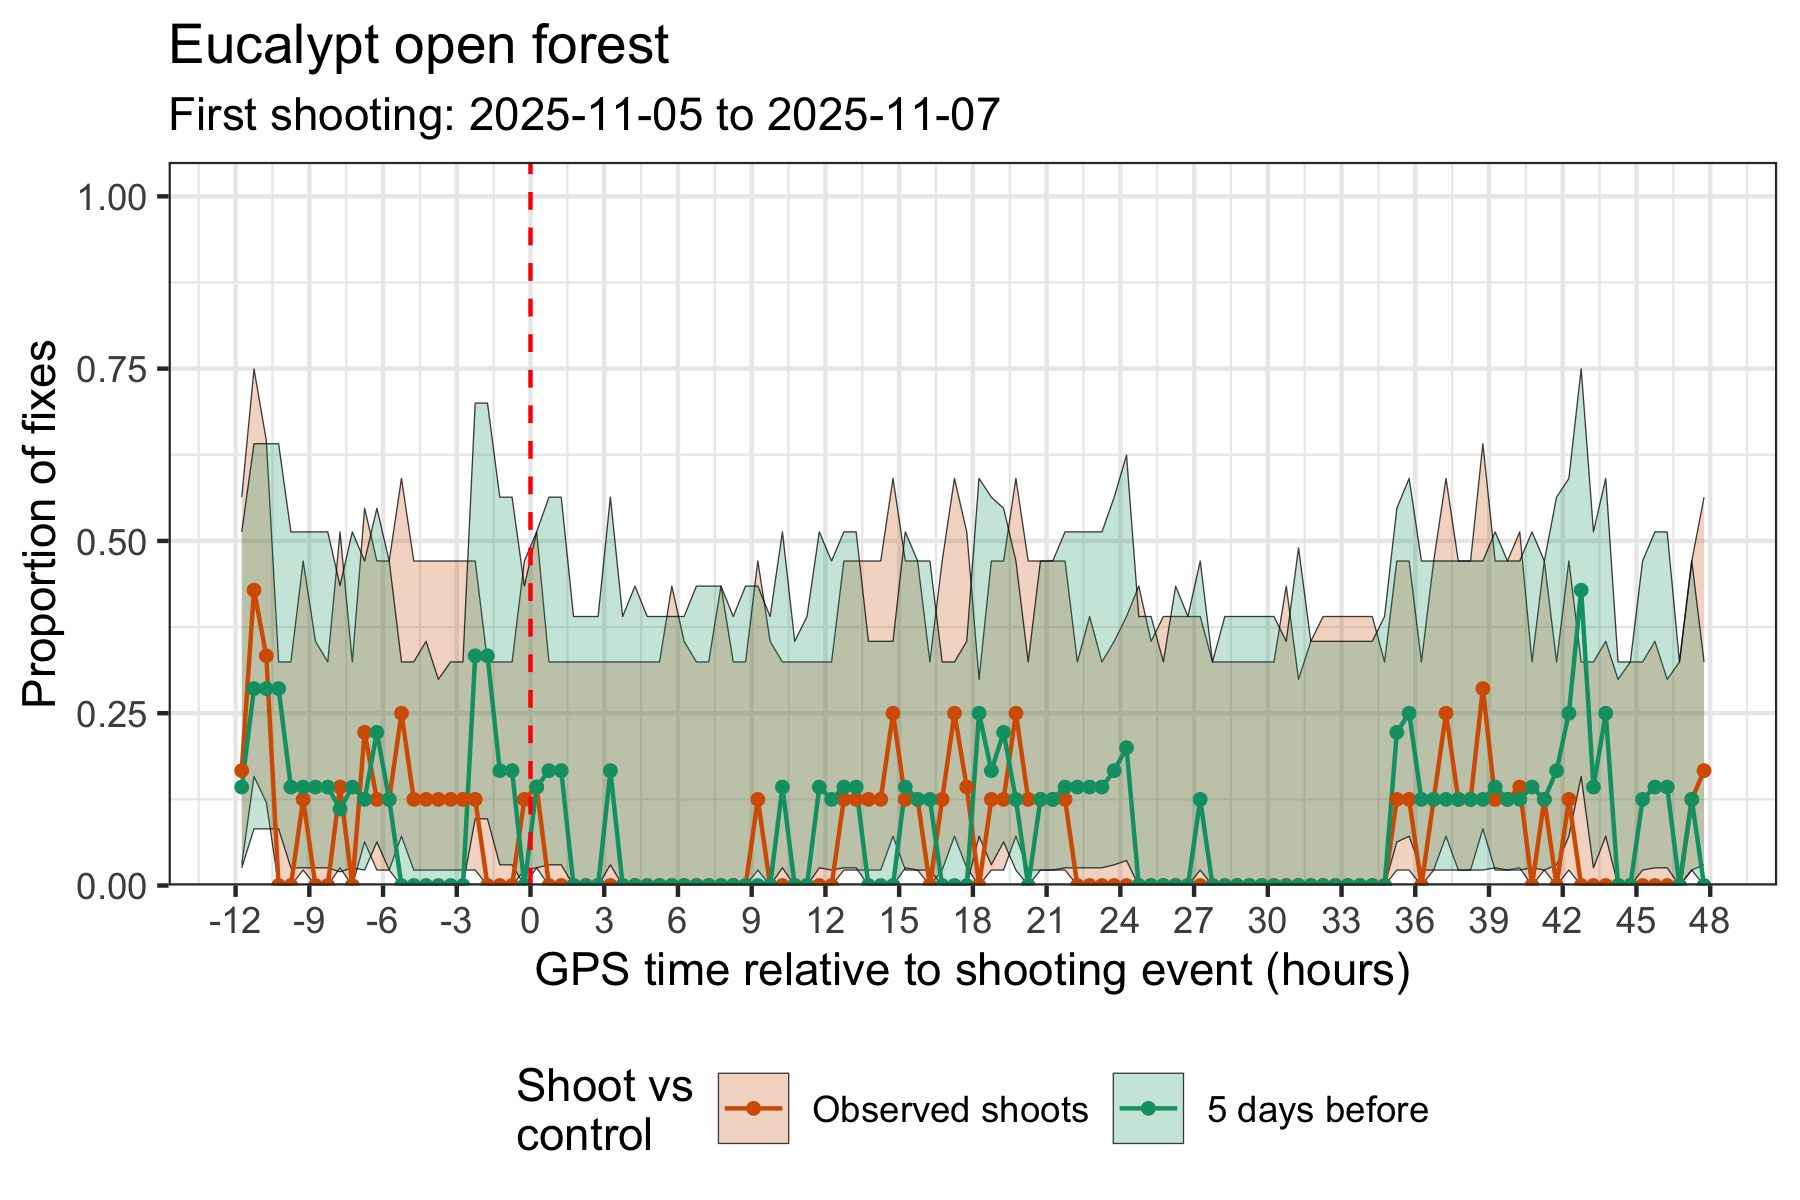 Eucalypt open forest
First shooting: 2025-11-05 to 2025-11-07
Proportion of fixes
1.00
0.75
0.50
0.25
0.00
-12 -9 -6 -3 0 3 6 9 12 15 18 21 24 27 30 33 36 39 42 45 48
GPS time relative to shooting event (hours)
Shoot vs
control
Observed shoots
5 days before